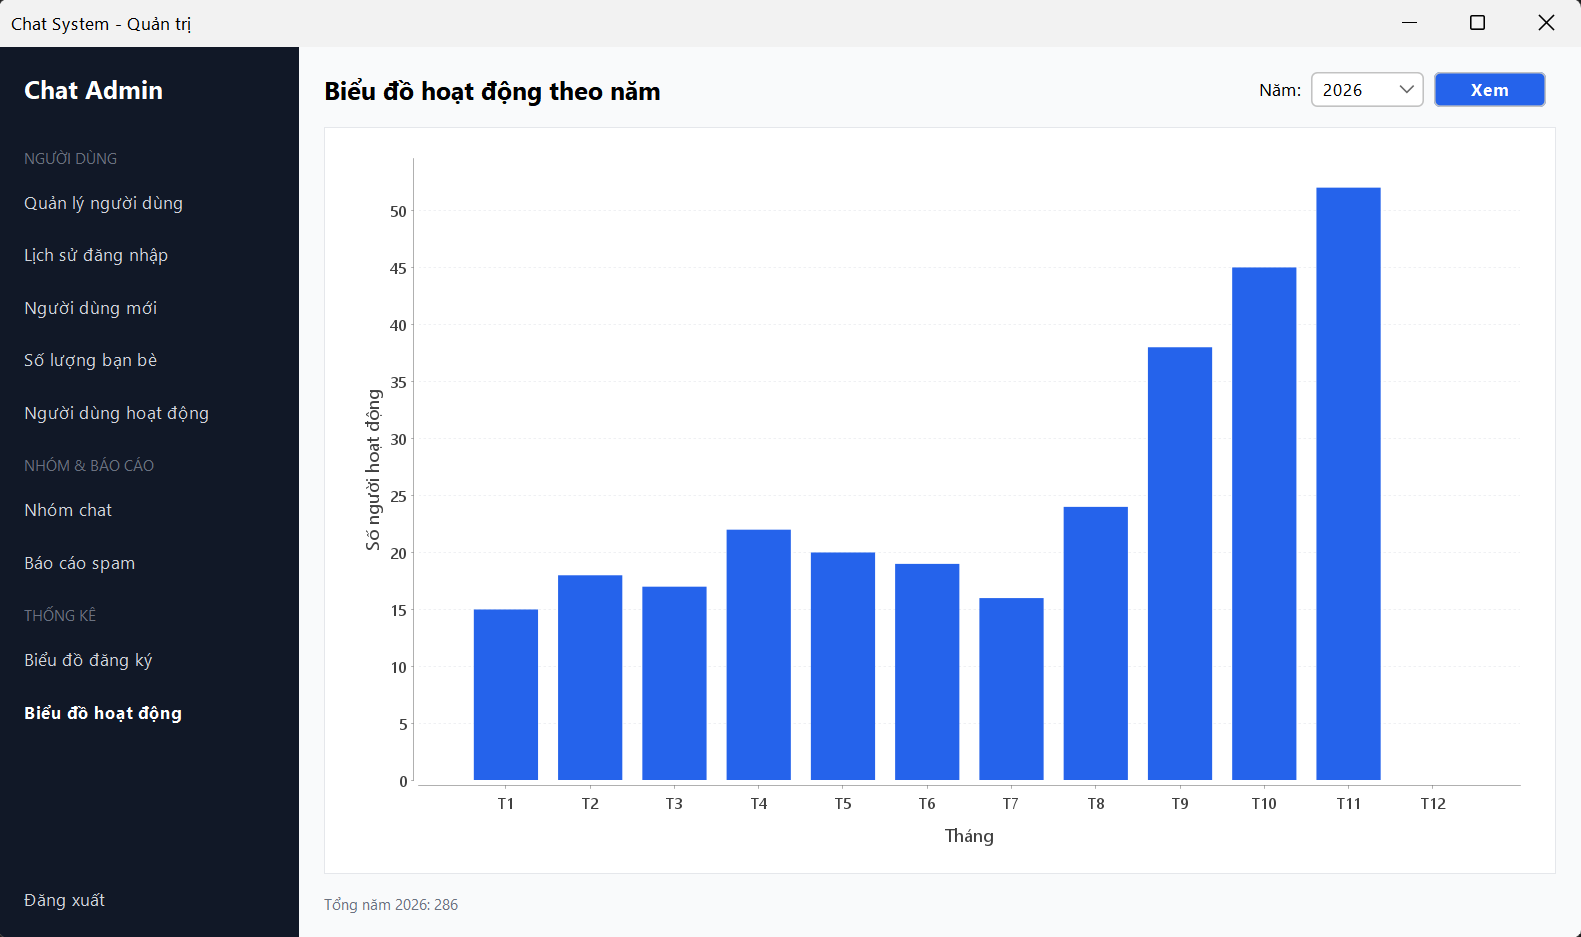 Chat System - Quản trị
Chat Admin
NGƯỜI DÙNG
Quản lý người dùng
Lịch sử đăng nhập
Người dùng mới
Số lượng bạn bè
Người dùng hoạt động
NHÓM & BÁO CÁO
Nhóm chat
Báo cáo spam
THỐNG KÊ
Biểu đồ đăng ký
Biểu đồ hoạt động
Đăng xuất
Biểu đồ hoạt động theo năm
Năm: 2026 Xem
Số người hoạt động
50
45
40
35
30
25
20
15
10
5
0
T1 T2 T3 T4 T5 T6 T7 T8 T9 T10 T11 T12
Tháng
Tổng năm 2026: 286